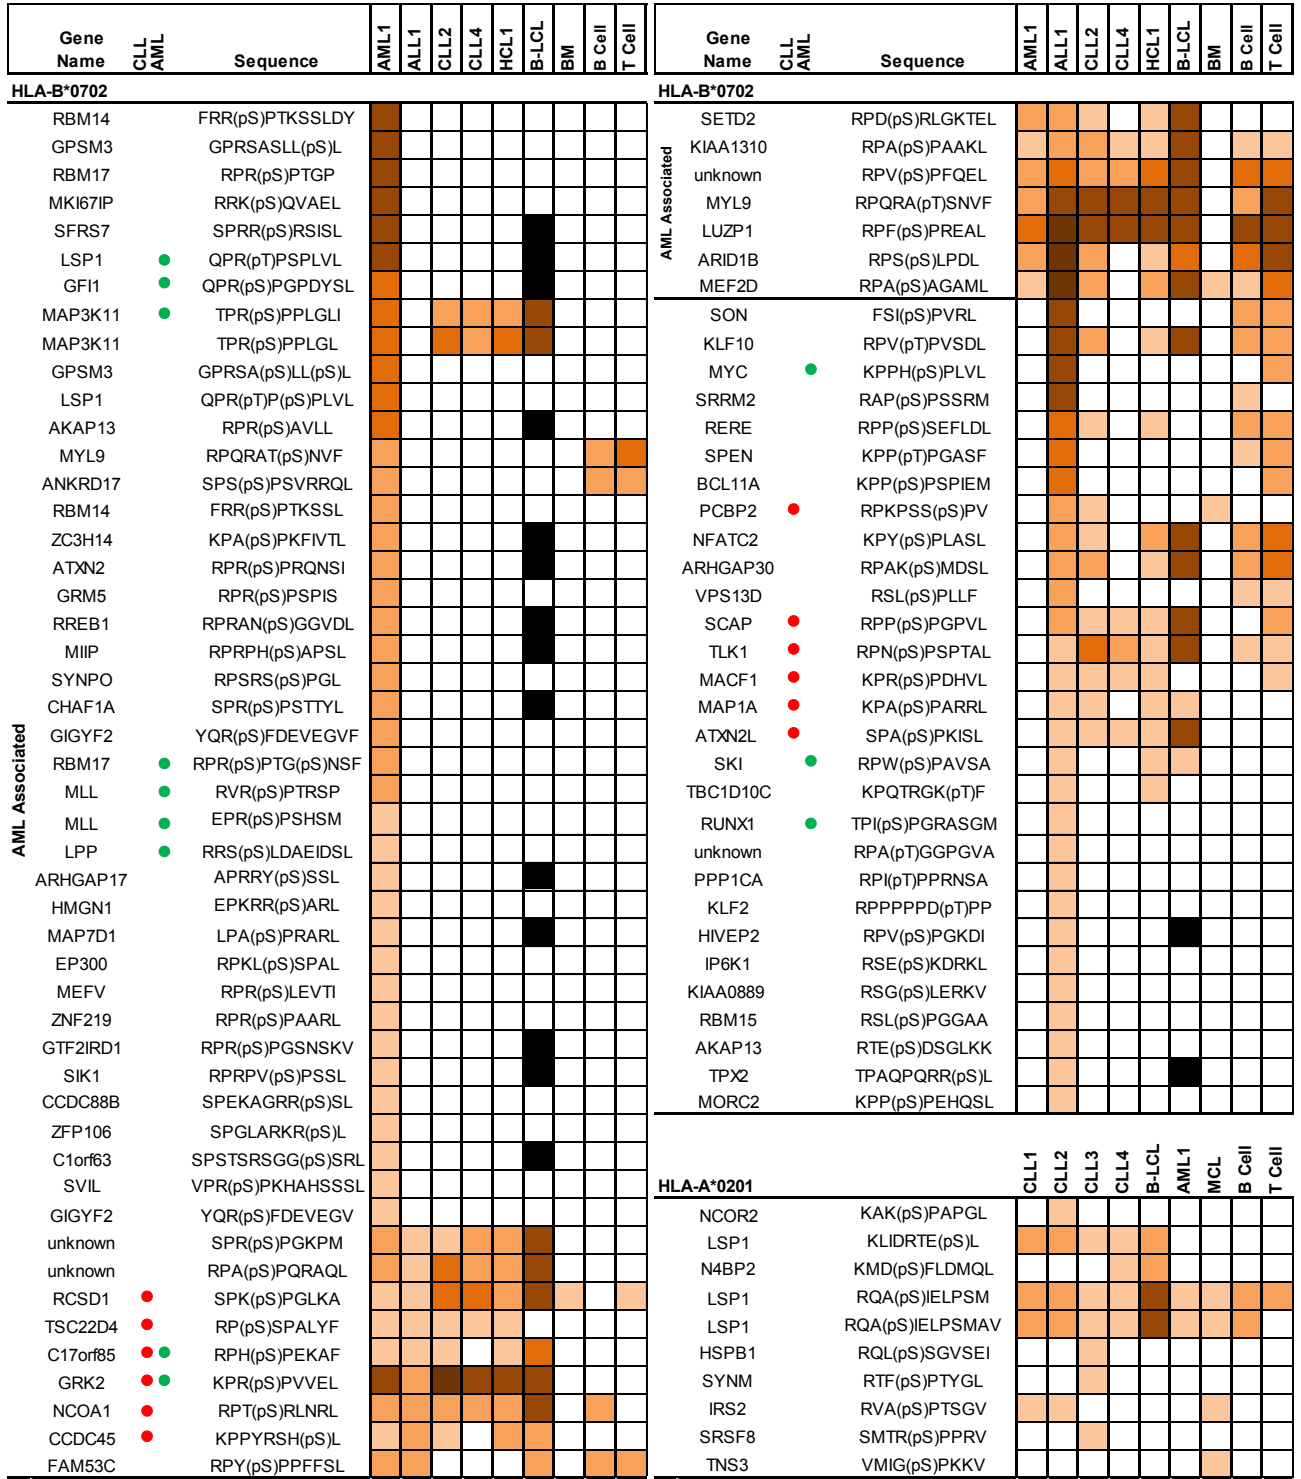 Gene Name CLL AML Sequence AML1 ALL1 CLL2 CLL4 HCL1 B-LCL BM B Cell T Cell
HLA-B*0702
AML Associated
RBM14 FRR(pS)PTKSSLDY
GPSM3 GPRSASLL(pS)L
RBM17 RPR(pS)PTGP
MKI67IP RRK(pS)QVAEL
SFRS7 SPRR(pS)RSISL
LSP1 QPR(pT)PSPLVL
GFI1 QPR(pS)PGPDYSL
MAP3K11 TPR(pS)PPLGLI
MAP3K11 TPR(pS)PPLGL
GPSM3 GPRSA(pS)LL(pS)L
LSP1 QPR(pT)P(pS)PLVL
AKAP13 RPR(pS)AVLL
MYL9 RPQRAT(pS)NVF
ANKRD17 SPS(pS)PSVRRQL
RBM14 FRR(pS)PTKSSL
ZC3H14 KPA(pS)PKFIVTL
ATXN2 RPR(pS)PRQNSI
GRM5 RPR(pS)PSPIS
RREB1 RPRAN(pS)GGVDL
MIIP RPRPH(pS)APSL
SYNPO RPSRS(pS)PGL
CHAF1A SPR(pS)PSTTYL
GIGYF2 YQR(pS)FDEVEGVF
RBM17 RPR(pS)PTG(pS)NSF
MLL RVR(pS)PTRSP
MLL EPR(pS)PSHSM
LPP RRS(pS)LDAEIDSL
ARHGAP17 APRRY(pS)SSL
HMGN1 EPKRR(pS)ARL
MAP7D1 LPA(pS)PRARL
EP300 RPKL(pS)SPAL
MEFV RPR(pS)LEVTI
ZNF219 RPR(pS)PAARL
GTF2IRD1 RPR(pS)PGSNSKV
SIK1 RPRPV(pS)PSSL
CCDC88B SPEKAGRR(pS)SL
ZFP106 SPGLARKR(pS)L
C1orf63 SPSTSRSGG(pS)SRL
SVIL VPR(pS)PKHAHSSSL
GIGYF2 YQR(pS)FDEVEGV
unknown SPR(pS)PGKPM
unknown RPA(pS)PQRAQL
RCSD1 SPK(pS)PGLKA
TSC22D4 RP(pS)SPALYF
C17orf85 RPH(pS)PEKAF
GRK2 KPR(pS)PVVEL
NCOA1 RPT(pS)RLNRL
CCDC45 KPPYRSH(pS)L
FAM53C RPY(pS)PPFFSL
Gene Name CLL AML Sequence AML1 ALL1 CLL2 CLL4 HCL1 B-LCL BM B Cell T Cell
HLA-B*0702
AML Associated
SETD2 RPD(pS)RLGKTEL
KIAA1310 RPA(pS)PAAKL
unknown RPV(pS)PFQEL
MYL9 RPQRA(pT)SNVF
LUZP1 RPF(pS)PREAL
ARID1B RPS(pS)LPDL
MEF2D RPA(pS)AGAML
SON FSI(pS)PVRL
KLF10 RPV(pT)PVSDL
MYC KPPH(pS)PLVL
SRRM2 RAP(pS)PSSRM
RERE RPP(pS)SEFLDL
SPEN KPP(pT)PGASF
BCL11A KPP(pS)PSPIEM
PCBP2 RPKPSS(pS)PV
NFATC2 KPY(pS)PLASL
ARHGAP30 RPAK(pS)MDSL
VPS13D RSL(pS)PLLF
SCAP RPP(pS)PGPVL
TLK1 RPN(pS)PSPTAL
MACF1 KPR(pS)PDHVL
MAP1A KPA(pS)PARRL
ATXN2L SPA(pS)PKISL
SKI RPW(pS)PAVSA
TBC1D10C KPQTRGK(pT)F
RUNX1 TPI(pS)PGRASGM
unknown RPA(pT)GGPGVA
PPP1CA RPI(pT)PPRNSA
KLF2 RPPPPPD(pT)PP
HIVEP2 RPV(pS)PGKDI
IP6K1 RSE(pS)KDRKL
KIAA0889 RSG(pS)LERKV
RBM15 RSL(pS)PGGAA
AKAP13 RTE(pS)DSGLKK
TPX2 TPAQPQRR(pS)L
MORC2 KPP(pS)PEHQSL
HLA-A*0201 CLL1 CLL2 CLL3 CLL4 B-LCL AML1 MCL B Cell T Cell
NCOR2 KAK(pS)PAPGL
LSP1 KLIDRTE(pS)L
N4BP2 KMD(pS)FLDMQL
LSP1 RQA(pS)IELPSM
LSP1 RQA(pS)IELPSMAV
HSPB1 RQL(pS)SGVSEI
SYNM RTF(pS)PTYGL
IRS2 RVA(pS)PTSGV
SRSF8 SMTR(pS)PPRV
TNS3 VMIG(pS)PKKV